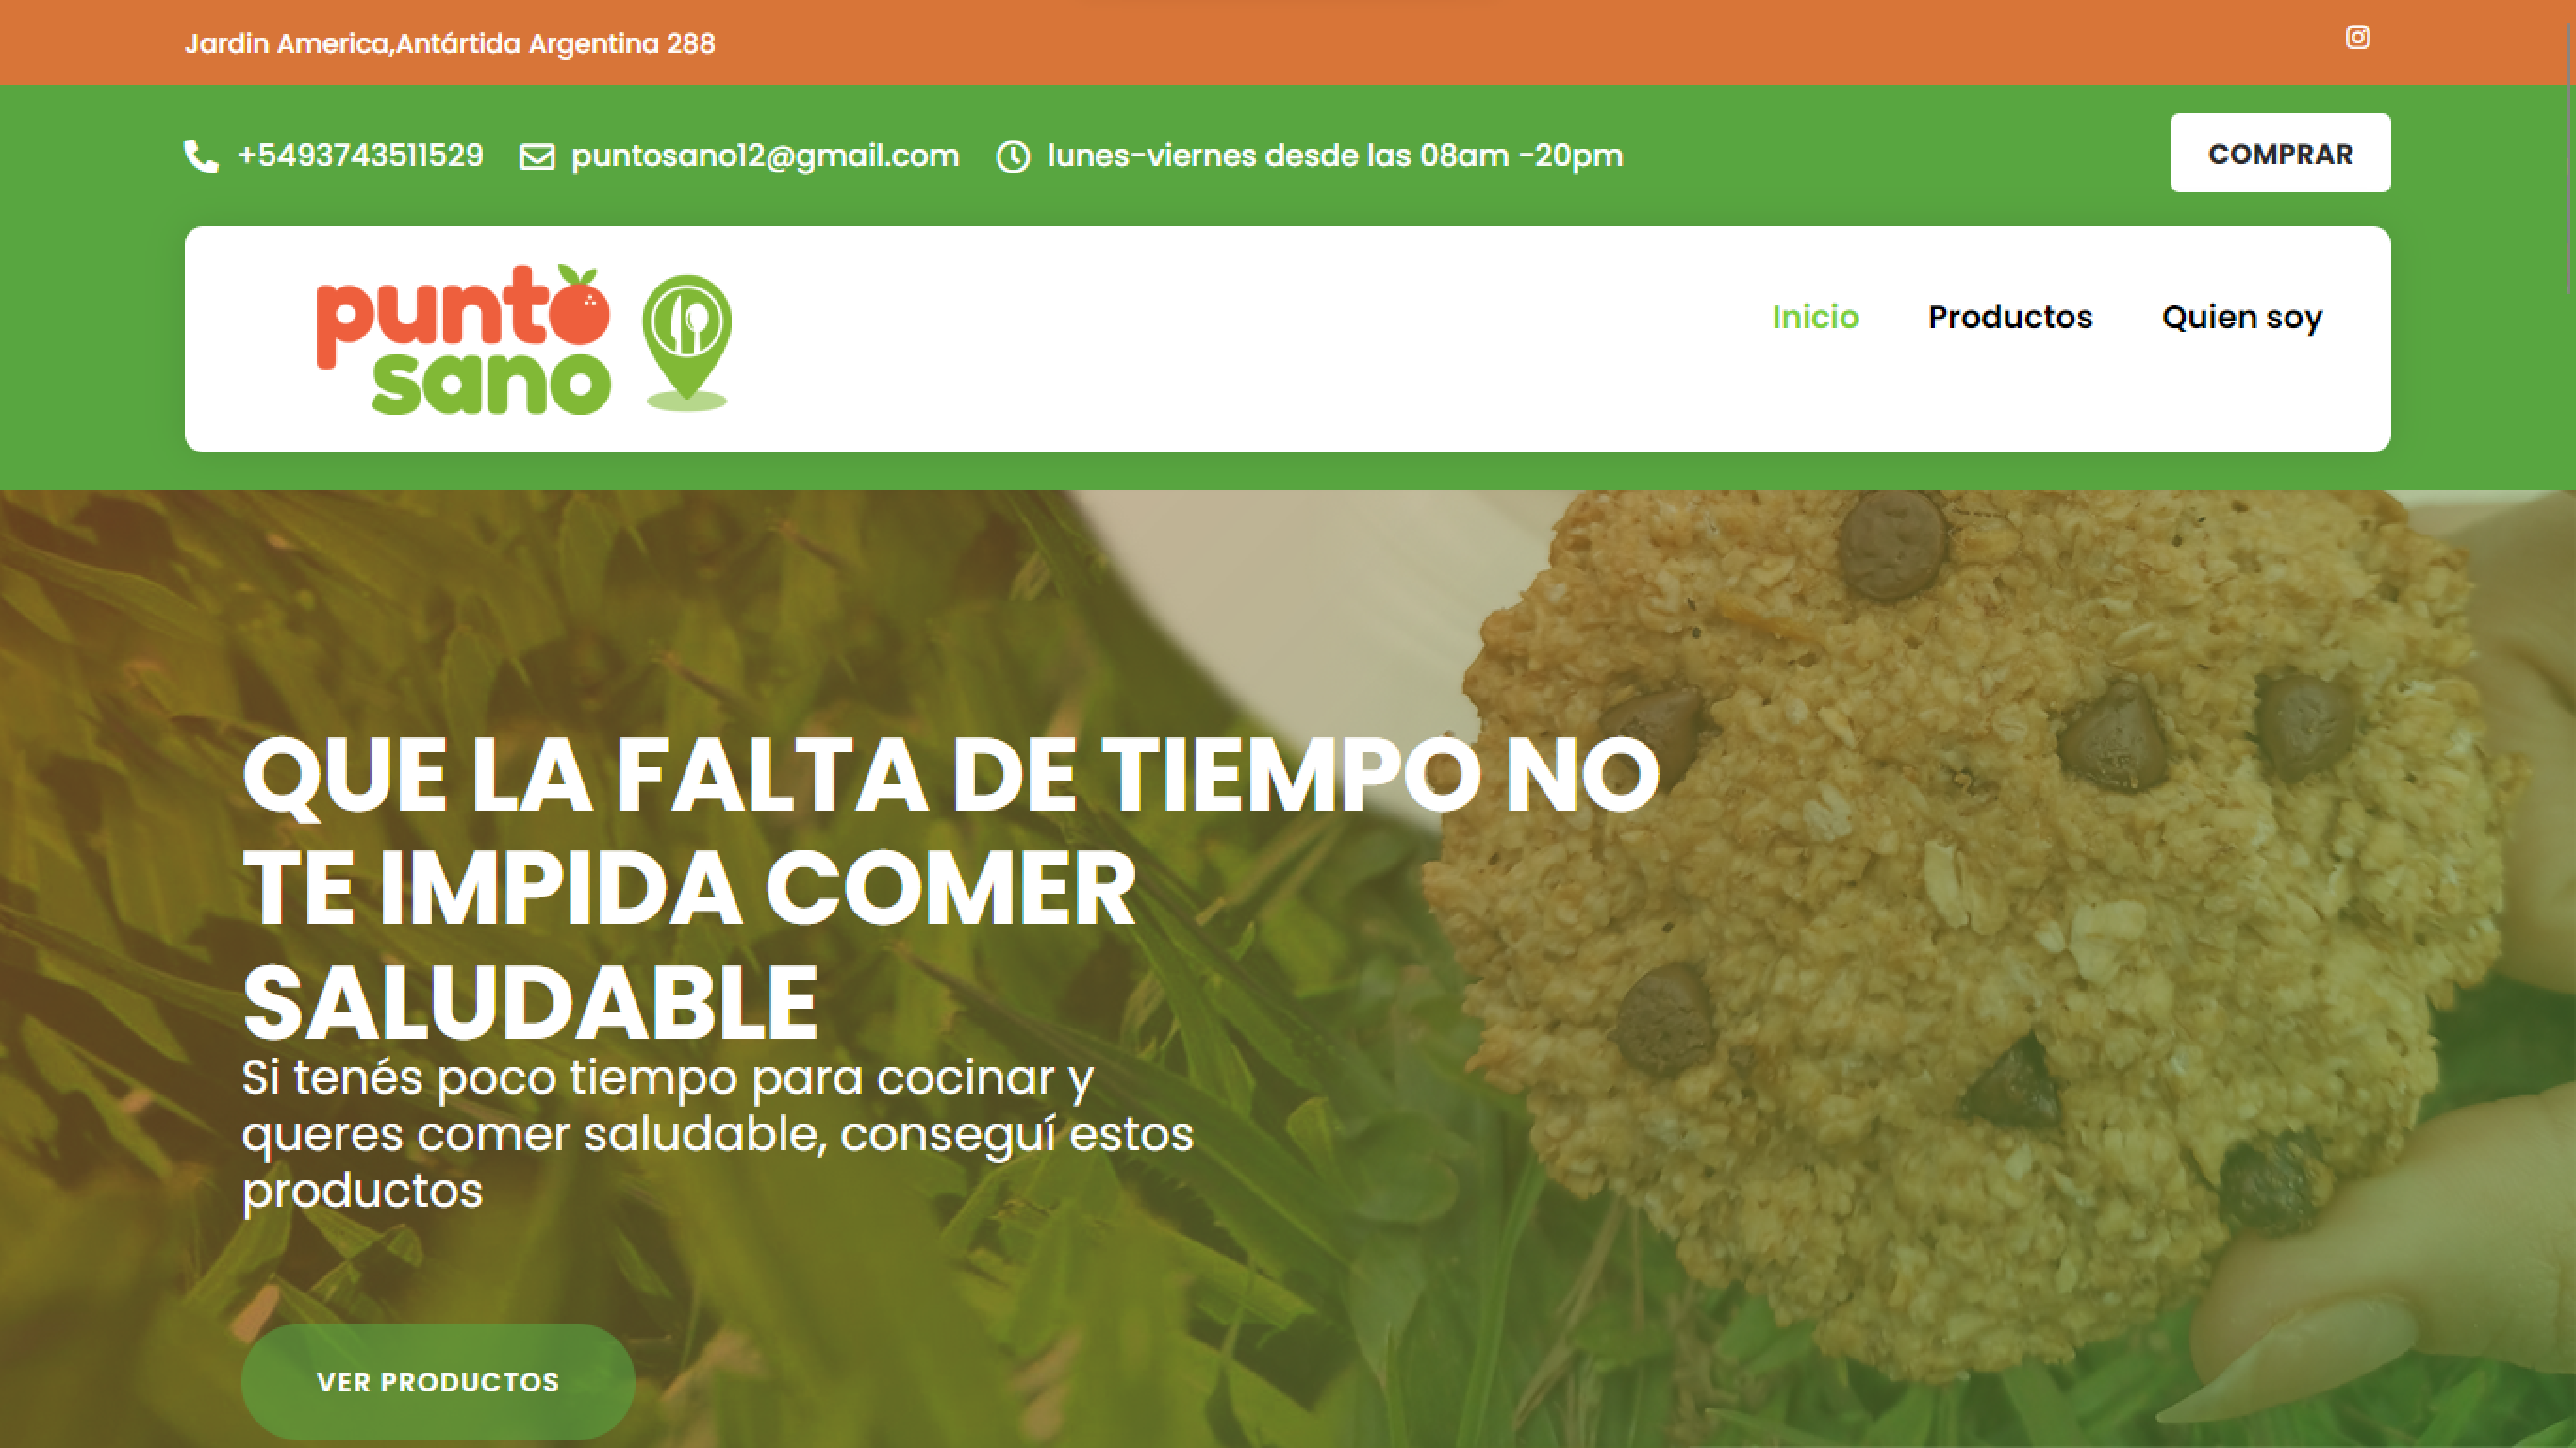 Jardin America,Antártida Argentina 288
+5493743511529 puntosano12@gmail.com lunes-viernes desde las 08am -20pm
COMPRAR
punto
sano
Inicio Productos Quien soy
QUE LA FALTA DE TIEMPO NO
TE IMPIDA COMER
SALUDABLE
Si tenés poco tiempo para cocinar y
queres comer saludable, conseguí estos
productos
VER PRODUCTOS